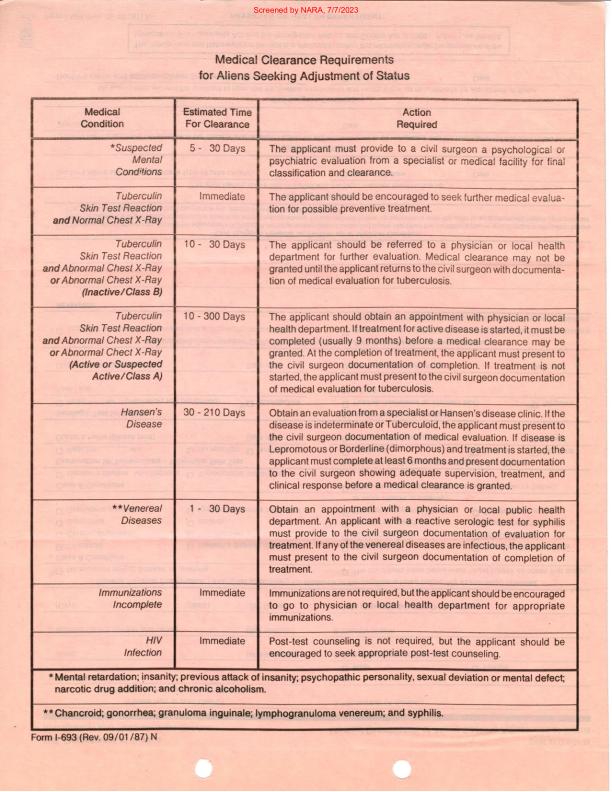 Screened by NARA, 7/7/2023
Medical Clearance Requirements
for Aliens Seeking Adjustment of Status
Medical
Condition
Estimated Time
For Clearance
Action
Required
*Suspected
Mental
Conditions
5 - 30 Days
The applicant must provide to a civil surgeon a psychological or
psychiatric evaluation from a specialist or medical facility for final
classification and clearance.
Tuberculin
Skin Test Reaction
and Normal Chest X-Ray
Immediate
The applicant should be encouraged to seek further medical evalua-
tion for possible preventive treatment.
Tuberculin
Skin Test Reaction
and Abnormal Chest X-Ray
or Abnormal Chest X-Ray
(Inactive/Class B)
10 - 30 Days
The applicant should be referred to a physician or local health
department for further evaluation. Medical clearance may not be
granted until the applicant returns to the civil surgeon with documenta-
tion of medical evaluation for tuberculosis.
Tuberculin
Skin Test Reaction
and Abnormal Chest X-Ray
or Abnormal Chect X-Ray
(Active or Suspected
Active/Class A)
10 - 300 Days
The applicant should obtain an appointment with physician or local
health department. If treatment for active disease is started, it must be
completed (usually 9 months) before a medical clearance may be
granted. At the completion of treatment, the applicant must present to
the civil surgeon documentation of completion. If treatment is not
started, the applicant must present to the civil surgeon documentation
of medical evaluation for tuberculosis.
Hansen's
Disease
30 - 210 Days
Obtain an evaluation from a specialist or Hansen's disease clinic. If the
disease is indeterminate or Tuberculoid, the applicant must present to
the civil surgeon documentation of medical evaluation. If disease is
Lepromotous or Borderline (dimorphous) and treatment is started, the
applicant must complete at least 6 months and present documentation
to the civil surgeon showing adequate supervision, treatment, and
clinical response before a medical clearance is granted.
**Venereal
Diseases
1 - 30 Days
Obtain an appointment with a physician or local public health
department. An applicant with a reactive serologic test for syphilis
must provide to the civil surgeon documentation of evaluation for
treatment. If any of the venereal diseases are infectious, the applicant
must present to the civil surgeon documentation of completion of
treatment.
Immunizations
Incomplete
Immediate
Immunizations are not required, but the applicant should be encouraged
to go to physician or local health department for appropriate
immunizations.
HIV
Infection
Immediate
Post-test counseling is not required, but the applicant should be
encouraged to seek appropriate post-test counseling.
* Mental retardation; insanity; previous attack of insanity; psychopathic personality, sexual deviation or mental defect;
narcotic drug addition; and chronic alcoholism.
** Chancroid; gonorrhea; granuloma inguinale; lymphogranuloma venereum; and syphilis.
Form I-693 (Rev. 09/01/87) N